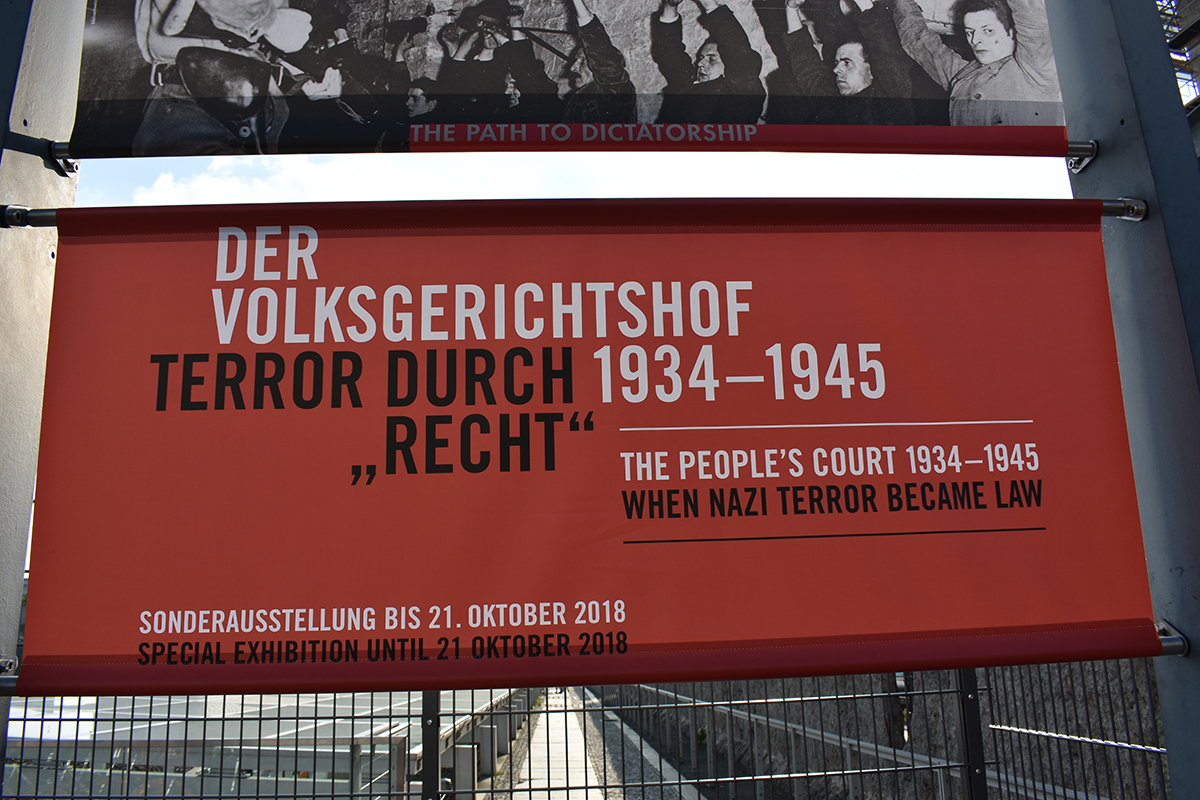 THE PATH TO DICTATORSHIP
DER
VOLKSGERICHTSHOF
TERROR DURCH 1934–1945
„RECHT“
THE PEOPLE'S COURT 1934–1945
WHEN NAZI TERROR BECAME LAW
SONDERAUSSTELLUNG BIS 21. OKTOBER 2018
SPECIAL EXHIBITION UNTIL 21 OKTOBER 2018